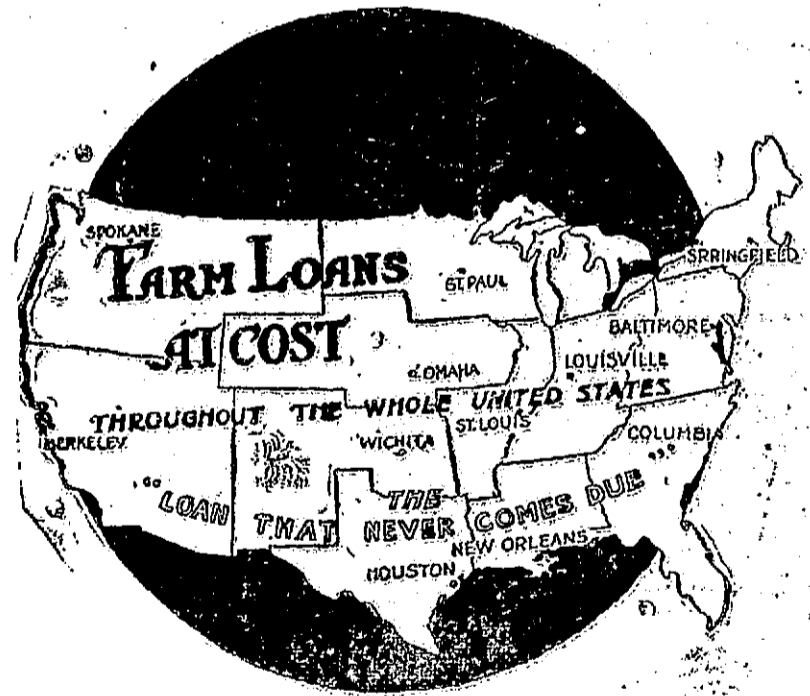 SPOKANE
FARM LOANS
ST. PAUL
SPRINGFIELD
AT COST
BALTIMORE
OMAHA
LOUISVILLE
THROUGHOUT THE WHOLE UNITED STATES
BERKELEY
WICHITA
ST. LOUIS
COLUMBIA
THE
LOAN THAT NEVER COMES DUE
NEW ORLEANS
HOUSTON